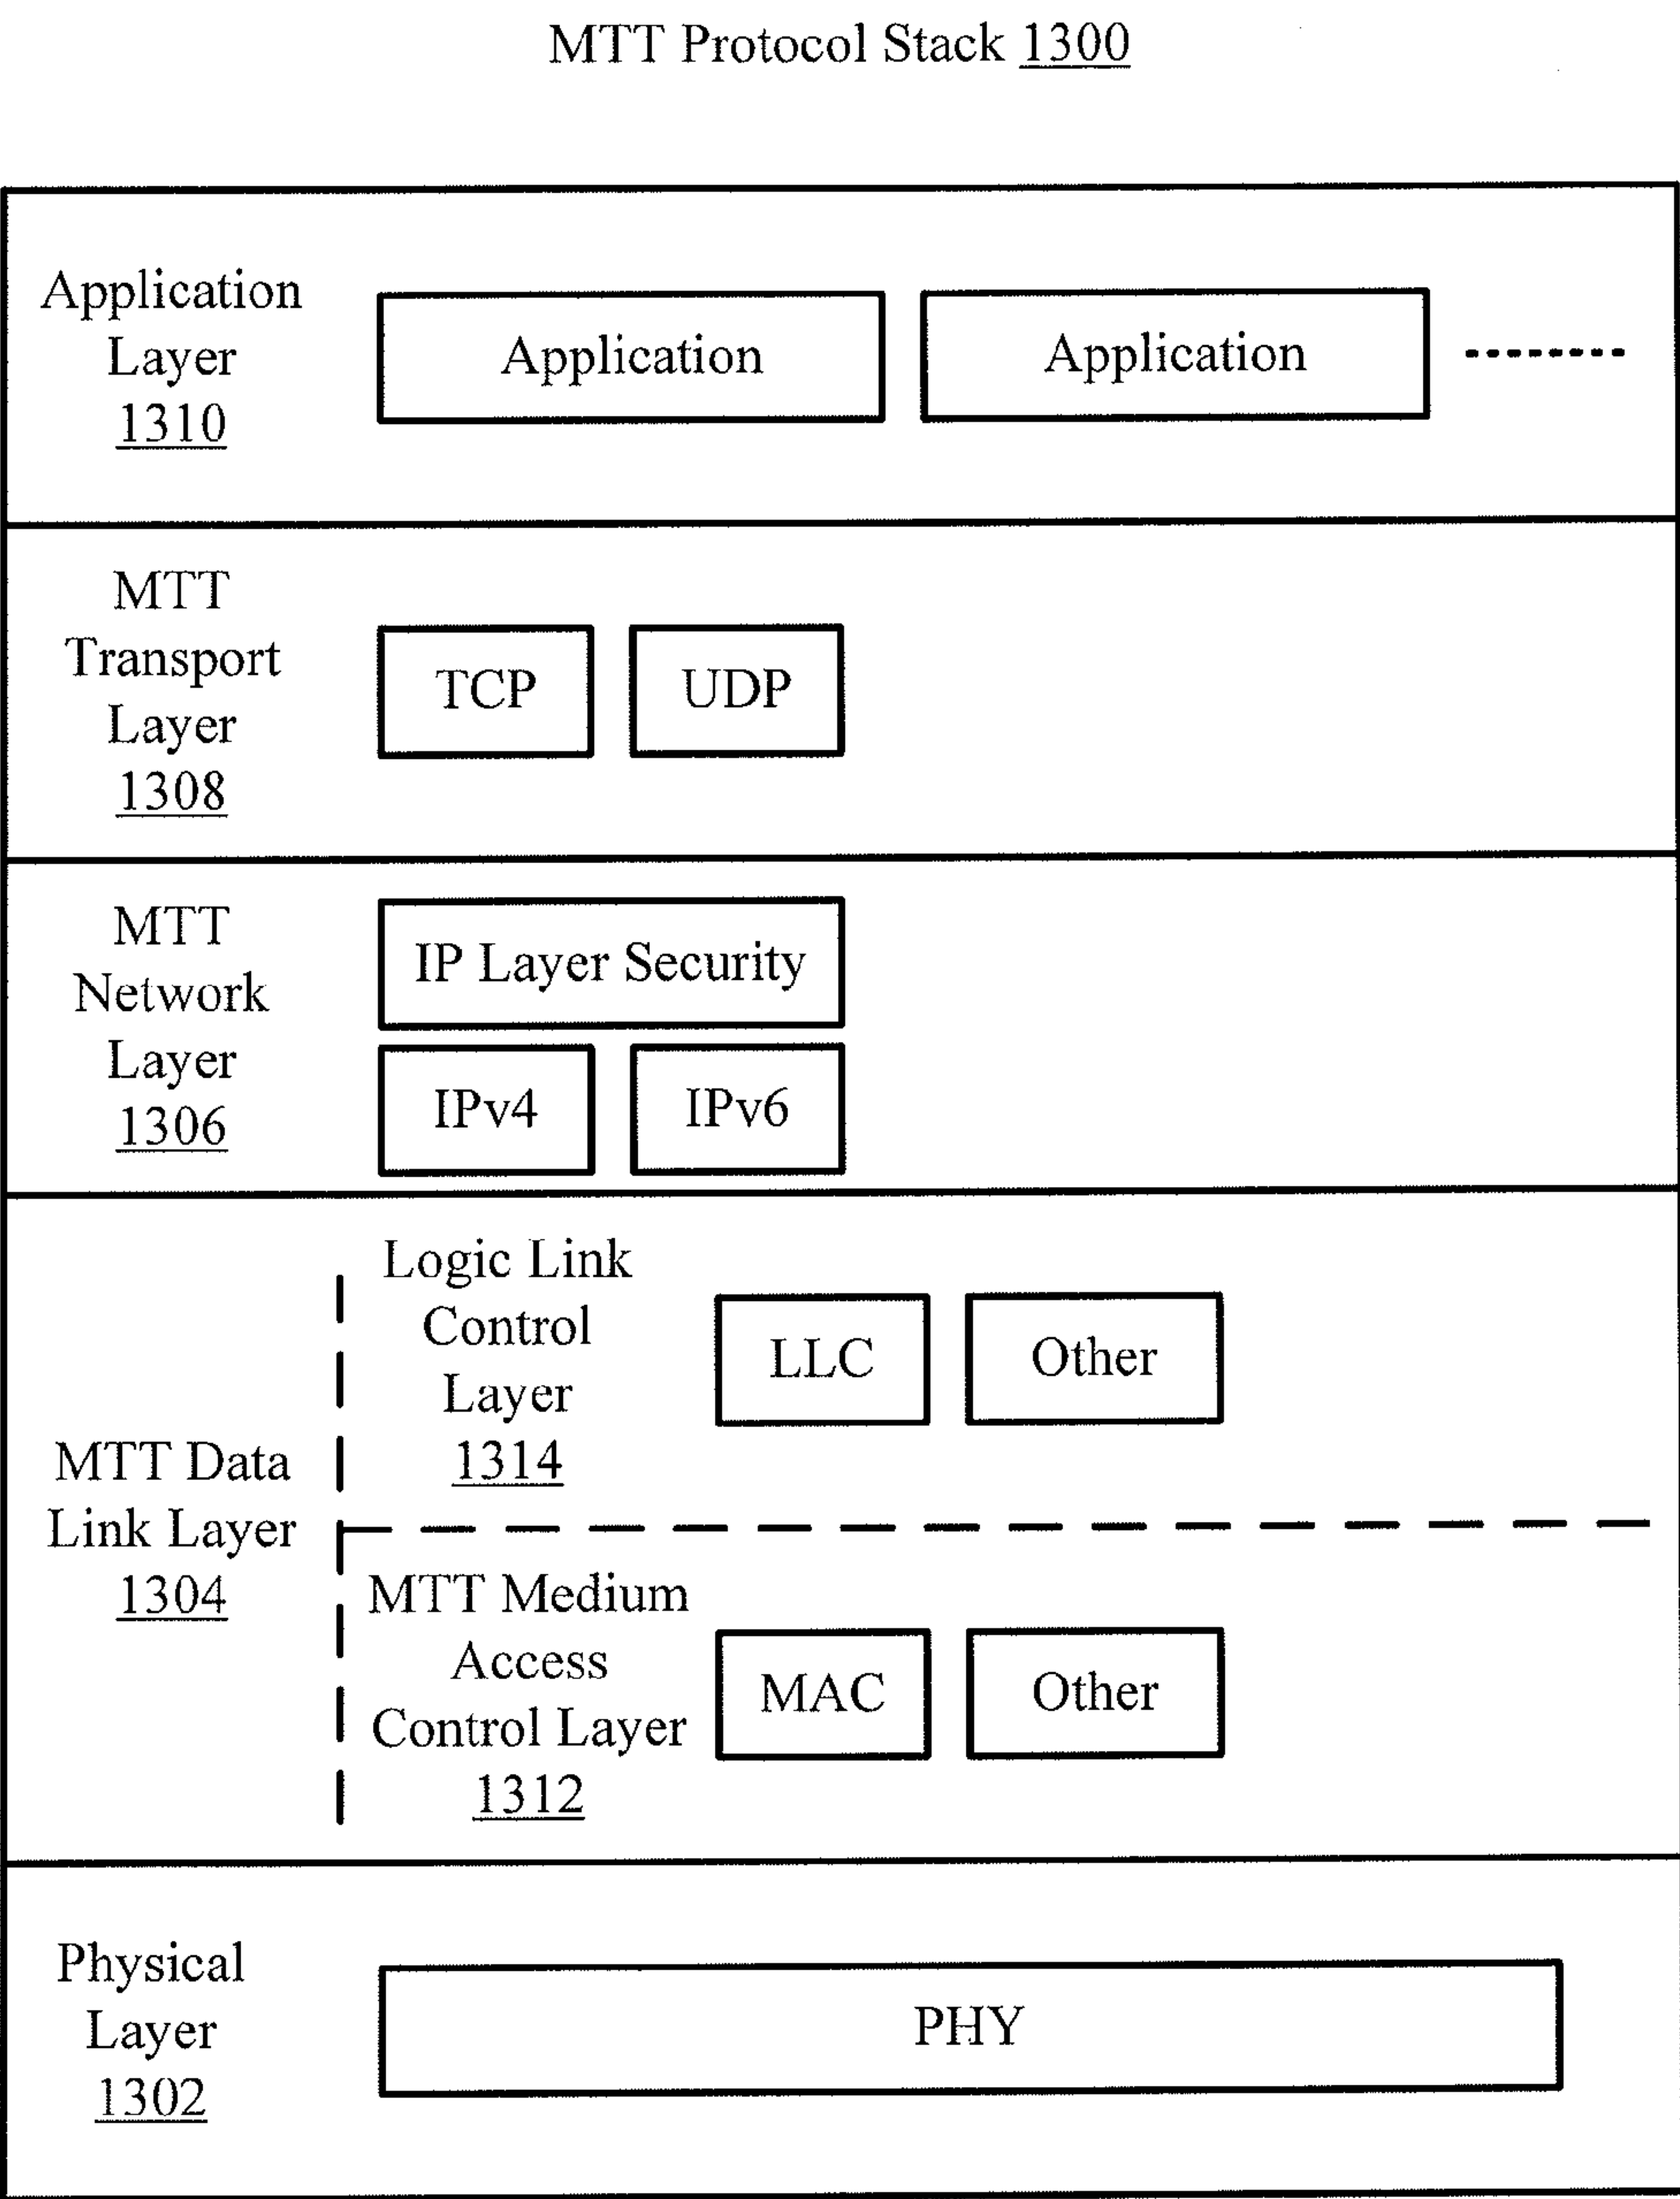 MTT Protocol Stack 1300
Application
Layer
1310
Application
Application
MTT
Transport
Layer
1308
TCP
UDP
MTT
Network
Layer
1306
IP Layer Security
IPv4
IPv6
MTT Data
Link Layer
1304
Logic Link
Control
Layer
1314
LLC
Other
MTT Medium
Access
Control Layer
1312
MAC
Other
Physical
Layer
1302
PHY